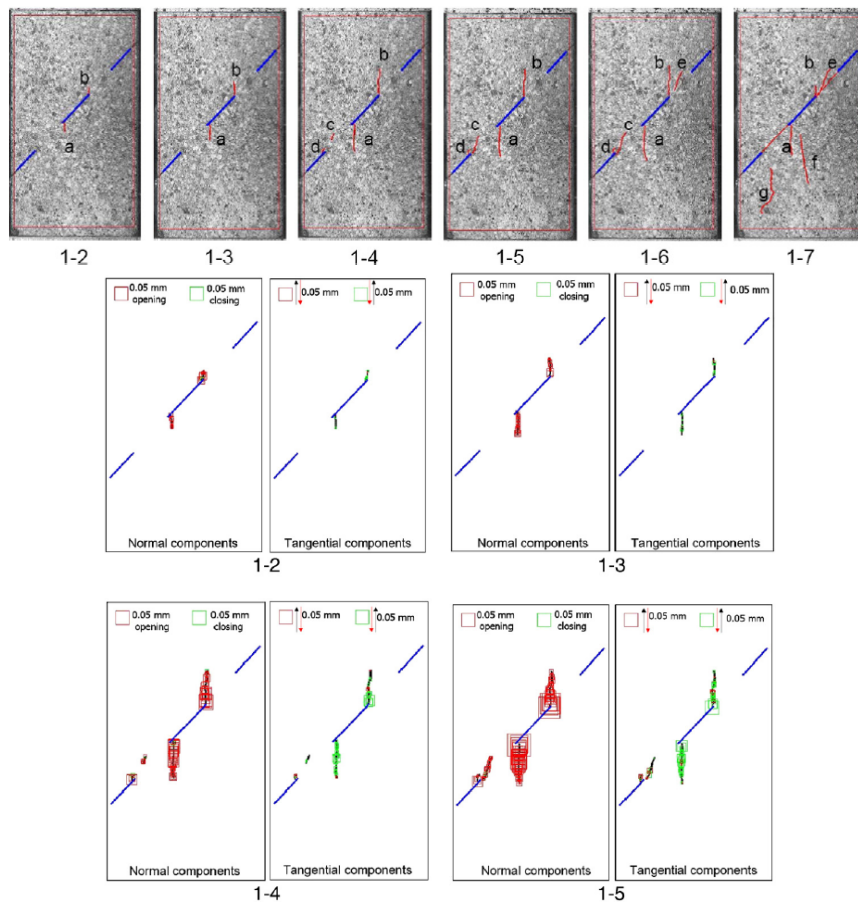 b
a
1-2
b
a
1-3
b
c
d
a
1-4
b
c
d
a
1-5
b e
c
d
a
1-6
b e
a
f
g
1-7
0.05 mm
opening
0.05 mm
closing
Normal components
0.05 mm
0.05 mm
Tangential components
1-2
0.05 mm
opening
0.05 mm
closing
Normal components
0.05 mm
0.05 mm
Tangential components
1-3
0.05 mm
opening
0.05 mm
closing
Normal components
0.05 mm
0.05 mm
Tangential components
1-4
0.05 mm
opening
0.05 mm
closing
Normal components
0.05 mm
0.05 mm
Tangential components
1-5